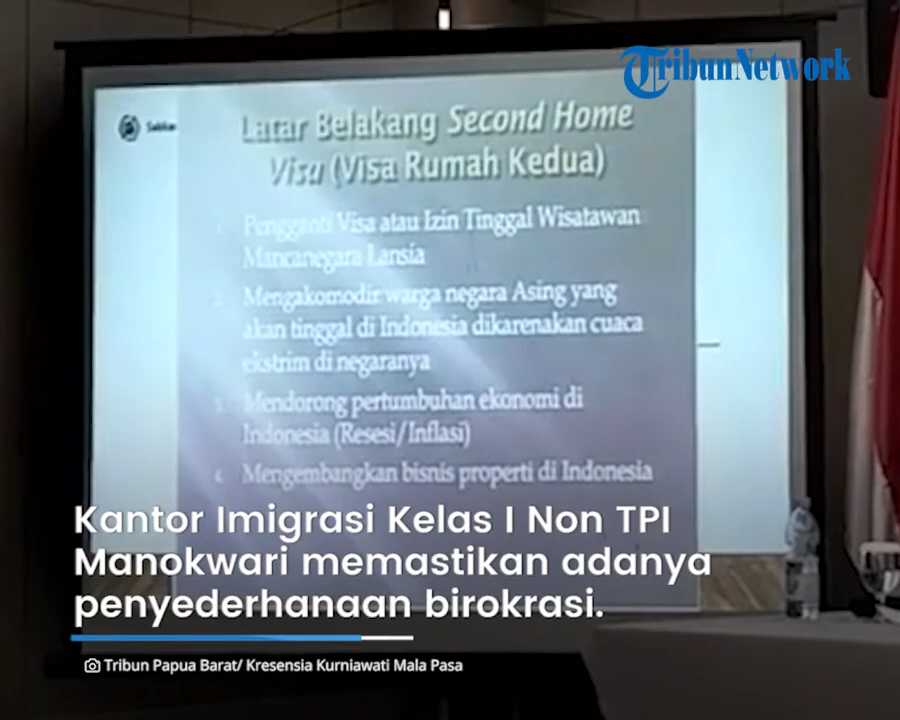 TribunNetwork
Latar Belakang Second Home
Visa (Visa Rumah Kedua)
1. Pengganti Visa atau Izin Tinggal Wisatawan
Mancanegara Lansia
2. Mengakomodir warga negara Asing yang
akan tinggal di Indonesia dikarenakan cuaca
ekstrim di negaranya
3. Mendorong pertumbuhan ekonomi di
Indonesia (Resesi/Inflasi)
4. Mengembangkan bisnis properti di Indonesia
Kantor Imigrasi Kelas I Non TPI
Manokwari memastikan adanya
penyederhanaan birokrasi.
Tribun Papua Barat/ Kresensia Kurniawati Mala Pasa